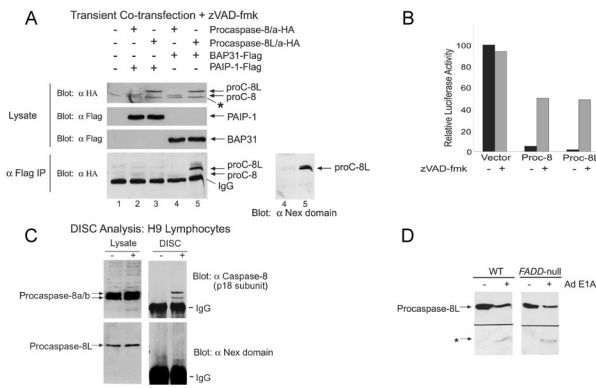 A
Transient Co-transfection + zVAD-fmk
- + - + - Procaspase-8/a-HA
- - + - + Procaspase-8L/a-HA
- - - + + BAP31-Flag
- + + - - PAIP-1-Flag
Lysate
Blot: α HA
proC-8L
proC-8
*
Blot: α Flag
PAIP-1
Blot: α Flag
BAP31
α Flag IP
Blot: α HA
proC-8L
proC-8
IgG
1 2 3 4 5
proC-8L
4 5
Blot: α Nex domain
B
Relative Luciferase Activity
100
80
60
40
20
0
Vector Proc-8 Proc-8L
zVAD-fmk - + - + - +
C
DISC Analysis: H9 Lymphocytes
Lysate DISC
- + - +
Procaspase-8a/b
Blot: α Caspase-8
(p18 subunit)
IgG
Procaspase-8L
Blot: α Nex domain
IgG
D
WT FADD-null
- + - + Ad E1A
Procaspase-8L
*